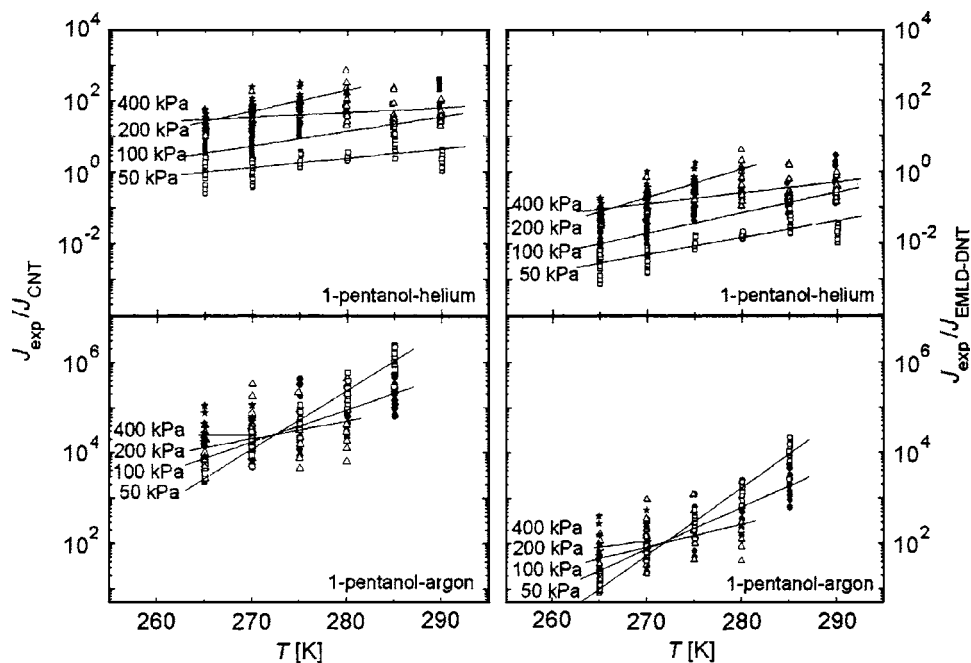 10^4
10^2
10^0
10^-2
400 kPa
200 kPa
100 kPa
50 kPa
1-pentanol-helium
400 kPa
200 kPa
100 kPa
50 kPa
1-pentanol-helium
10^4
10^2
10^0
10^-2
J_exp/J_CNT
J_exp/J_EMLD-DNT
10^6
10^4
10^2
400 kPa
200 kPa
100 kPa
50 kPa
1-pentanol-argon
400 kPa
200 kPa
100 kPa
50 kPa
1-pentanol-argon
10^6
10^4
10^2
260 270 280 290
260 270 280 290
T [K]
T [K]